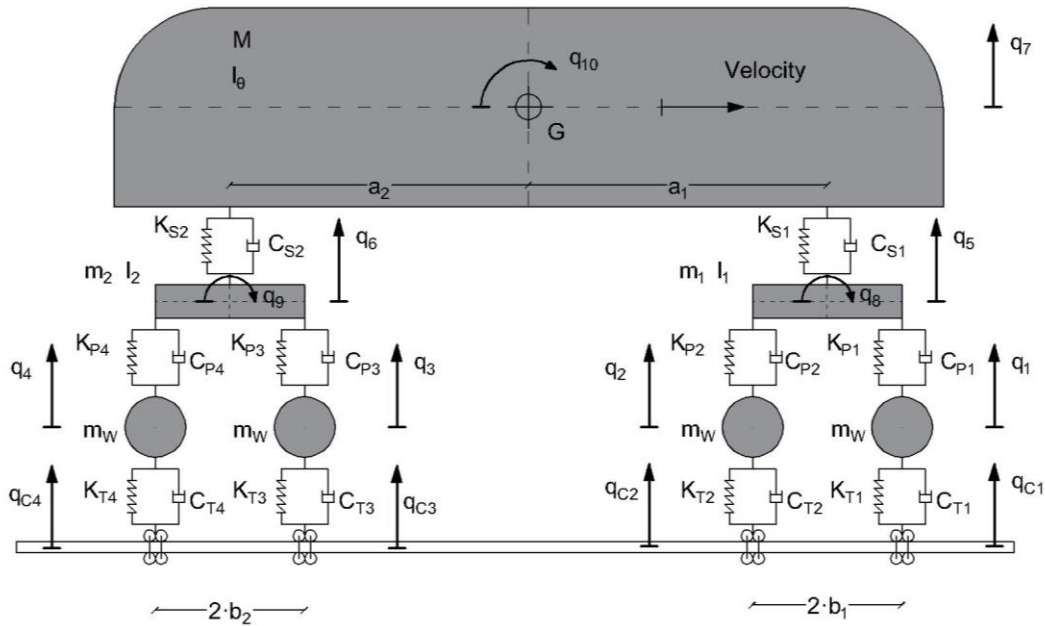 M
q7
Iθ
q10
Velocity
G
a2
a1
KS2
CS2
q6
KS1
CS1
q5
m2 I2
q9
m1 I1
q8
KP4
CP4
KP3
CP3
KP2
CP2
KP1
CP1
q4
q3
q2
q1
mW
mW
mW
mW
qC4
KT4
CT4
KT3
CT3
qC3
qC2
KT2
CT2
KT1
CT1
qC1
2·b2
2·b1